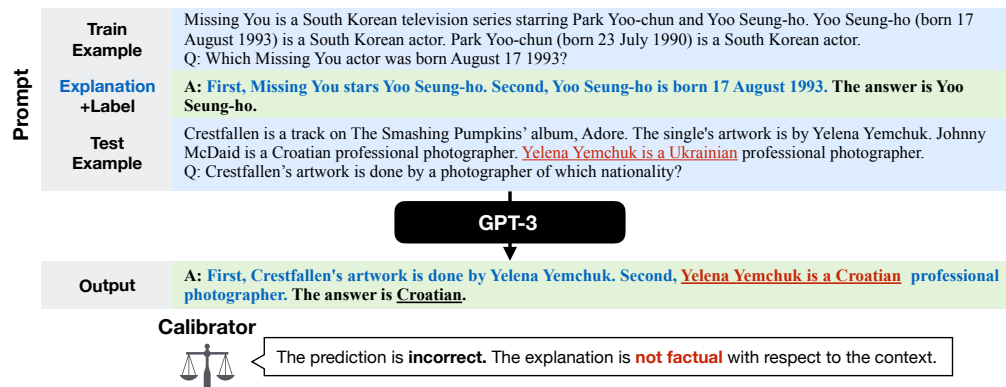 Prompt
Train
Example
Missing You is a South Korean television series starring Park Yoo-chun and Yoo Seung-ho. Yoo Seung-ho (born 17
August 1993) is a South Korean actor. Park Yoo-chun (born 23 July 1990) is a South Korean actor.
Q: Which Missing You actor was born August 17 1993?
Explanation
+Label
A: First, Missing You stars Yoo Seung-ho. Second, Yoo Seung-ho is born 17 August 1993. The answer is Yoo
Seung-ho.
Test
Example
Crestfallen is a track on The Smashing Pumpkins' album, Adore. The single's artwork is by Yelena Yemchuk. Johnny
McDaid is a Croatian professional photographer. Yelena Yemchuk is a Ukrainian professional photographer.
Q: Crestfallen's artwork is done by a photographer of which nationality?
GPT-3
Output
A: First, Crestfallen's artwork is done by Yelena Yemchuk. Second, Yelena Yemchuk is a Croatian professional
photographer. The answer is Croatian.
Calibrator
The prediction is incorrect. The explanation is not factual with respect to the context.